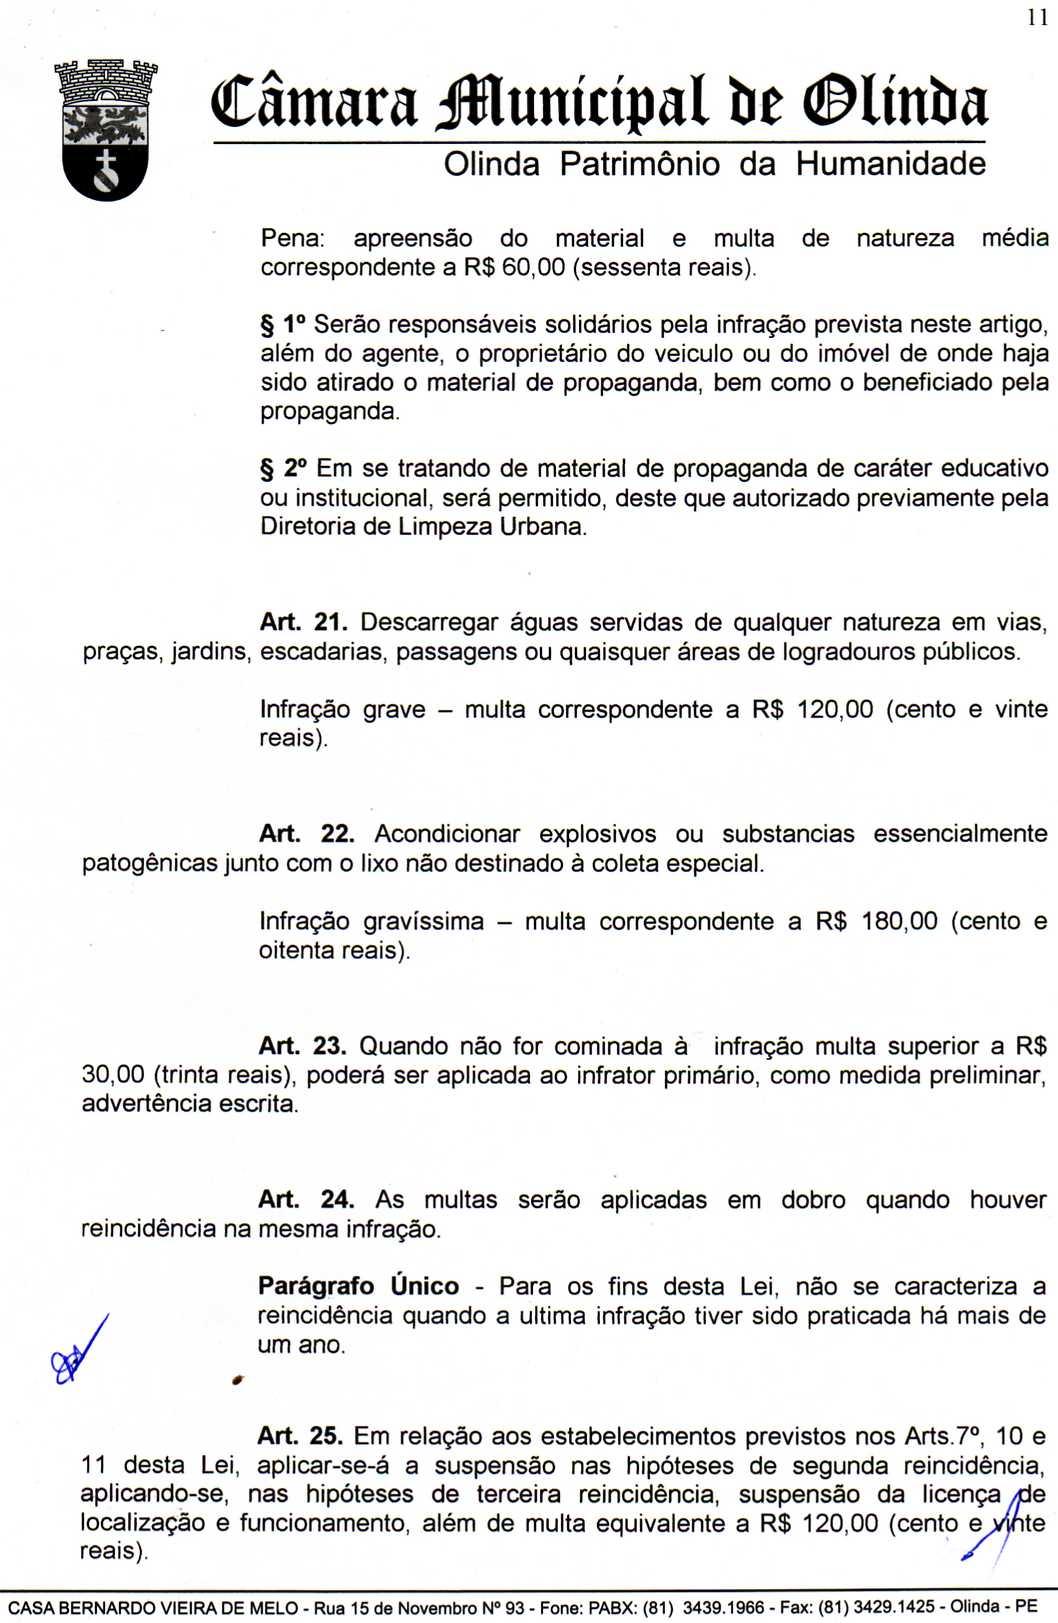 11
Câmara Municipal de Olinda
Olinda Patrimônio da Humanidade
Pena: apreensão do material e multa de natureza média
correspondente a R$ 60,00 (sessenta reais).
§ 1º Serão responsáveis solidários pela infração prevista neste artigo,
além do agente, o proprietário do veiculo ou do imóvel de onde haja
sido atirado o material de propaganda, bem como o beneficiado pela
propaganda.
§ 2º Em se tratando de material de propaganda de caráter educativo
ou institucional, será permitido, deste que autorizado previamente pela
Diretoria de Limpeza Urbana.
Art. 21. Descarregar águas servidas de qualquer natureza em vias,
praças, jardins, escadarias, passagens ou quaisquer áreas de logradouros públicos.
Infração grave – multa correspondente a R$ 120,00 (cento e vinte
reais).
Art. 22. Acondicionar explosivos ou substancias essencialmente
patogênicas junto com o lixo não destinado à coleta especial.
Infração gravíssima – multa correspondente a R$ 180,00 (cento e
oitenta reais).
Art. 23. Quando não for cominada à infração multa superior a R$
30,00 (trinta reais), poderá ser aplicada ao infrator primário, como medida preliminar,
advertência escrita.
Art. 24. As multas serão aplicadas em dobro quando houver
reincidência na mesma infração.
Parágrafo Único - Para os fins desta Lei, não se caracteriza a
reincidência quando a ultima infração tiver sido praticada há mais de
um ano.
Art. 25. Em relação aos estabelecimentos previstos nos Arts.7º, 10 e
11 desta Lei, aplicar-se-á a suspensão nas hipóteses de segunda reincidência,
aplicando-se, nas hipóteses de terceira reincidência, suspensão da licença de
localização e funcionamento, além de multa equivalente a R$ 120,00 (cento e vinte
reais).
CASA BERNARDO VIEIRA DE MELO - Rua 15 de Novembro Nº 93 - Fone: PABX: (81) 3439.1966 - Fax: (81) 3429.1425 - Olinda - PE